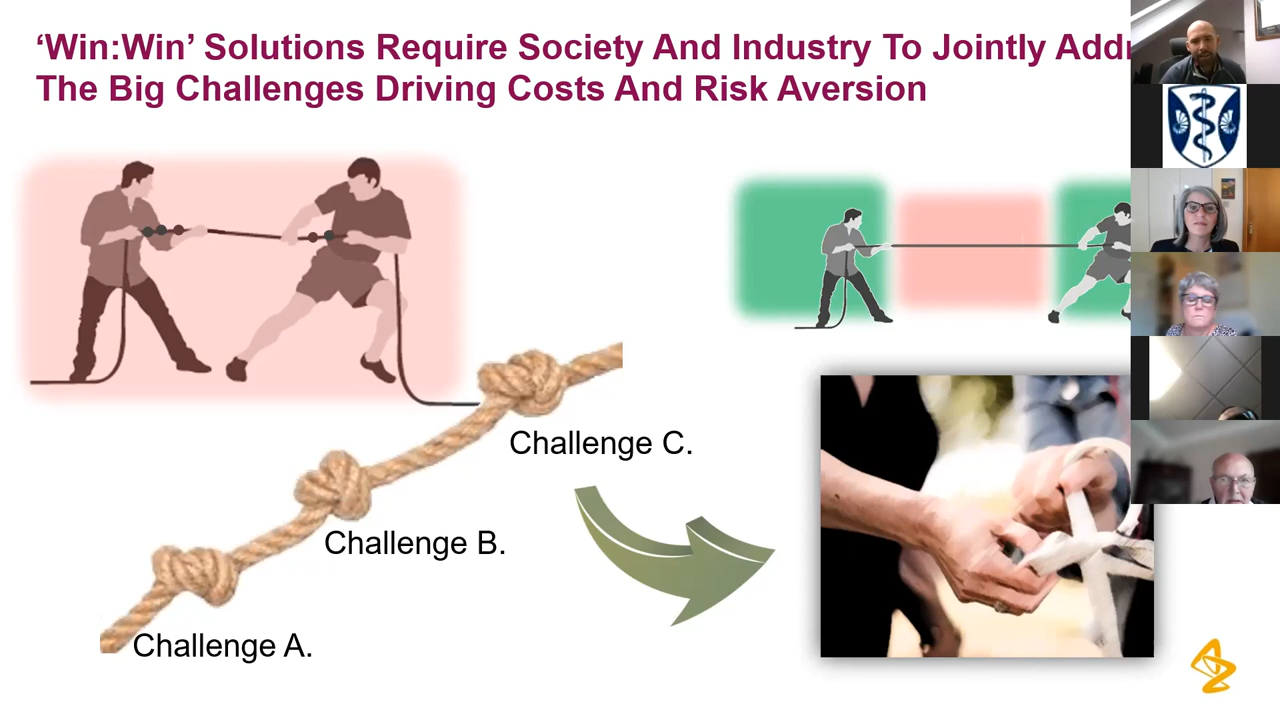 ‘Win:Win’ Solutions Require Society And Industry To Jointly
The Big Challenges Driving Costs And Risk Aversion
Challenge C.
Challenge B.
Challenge A.